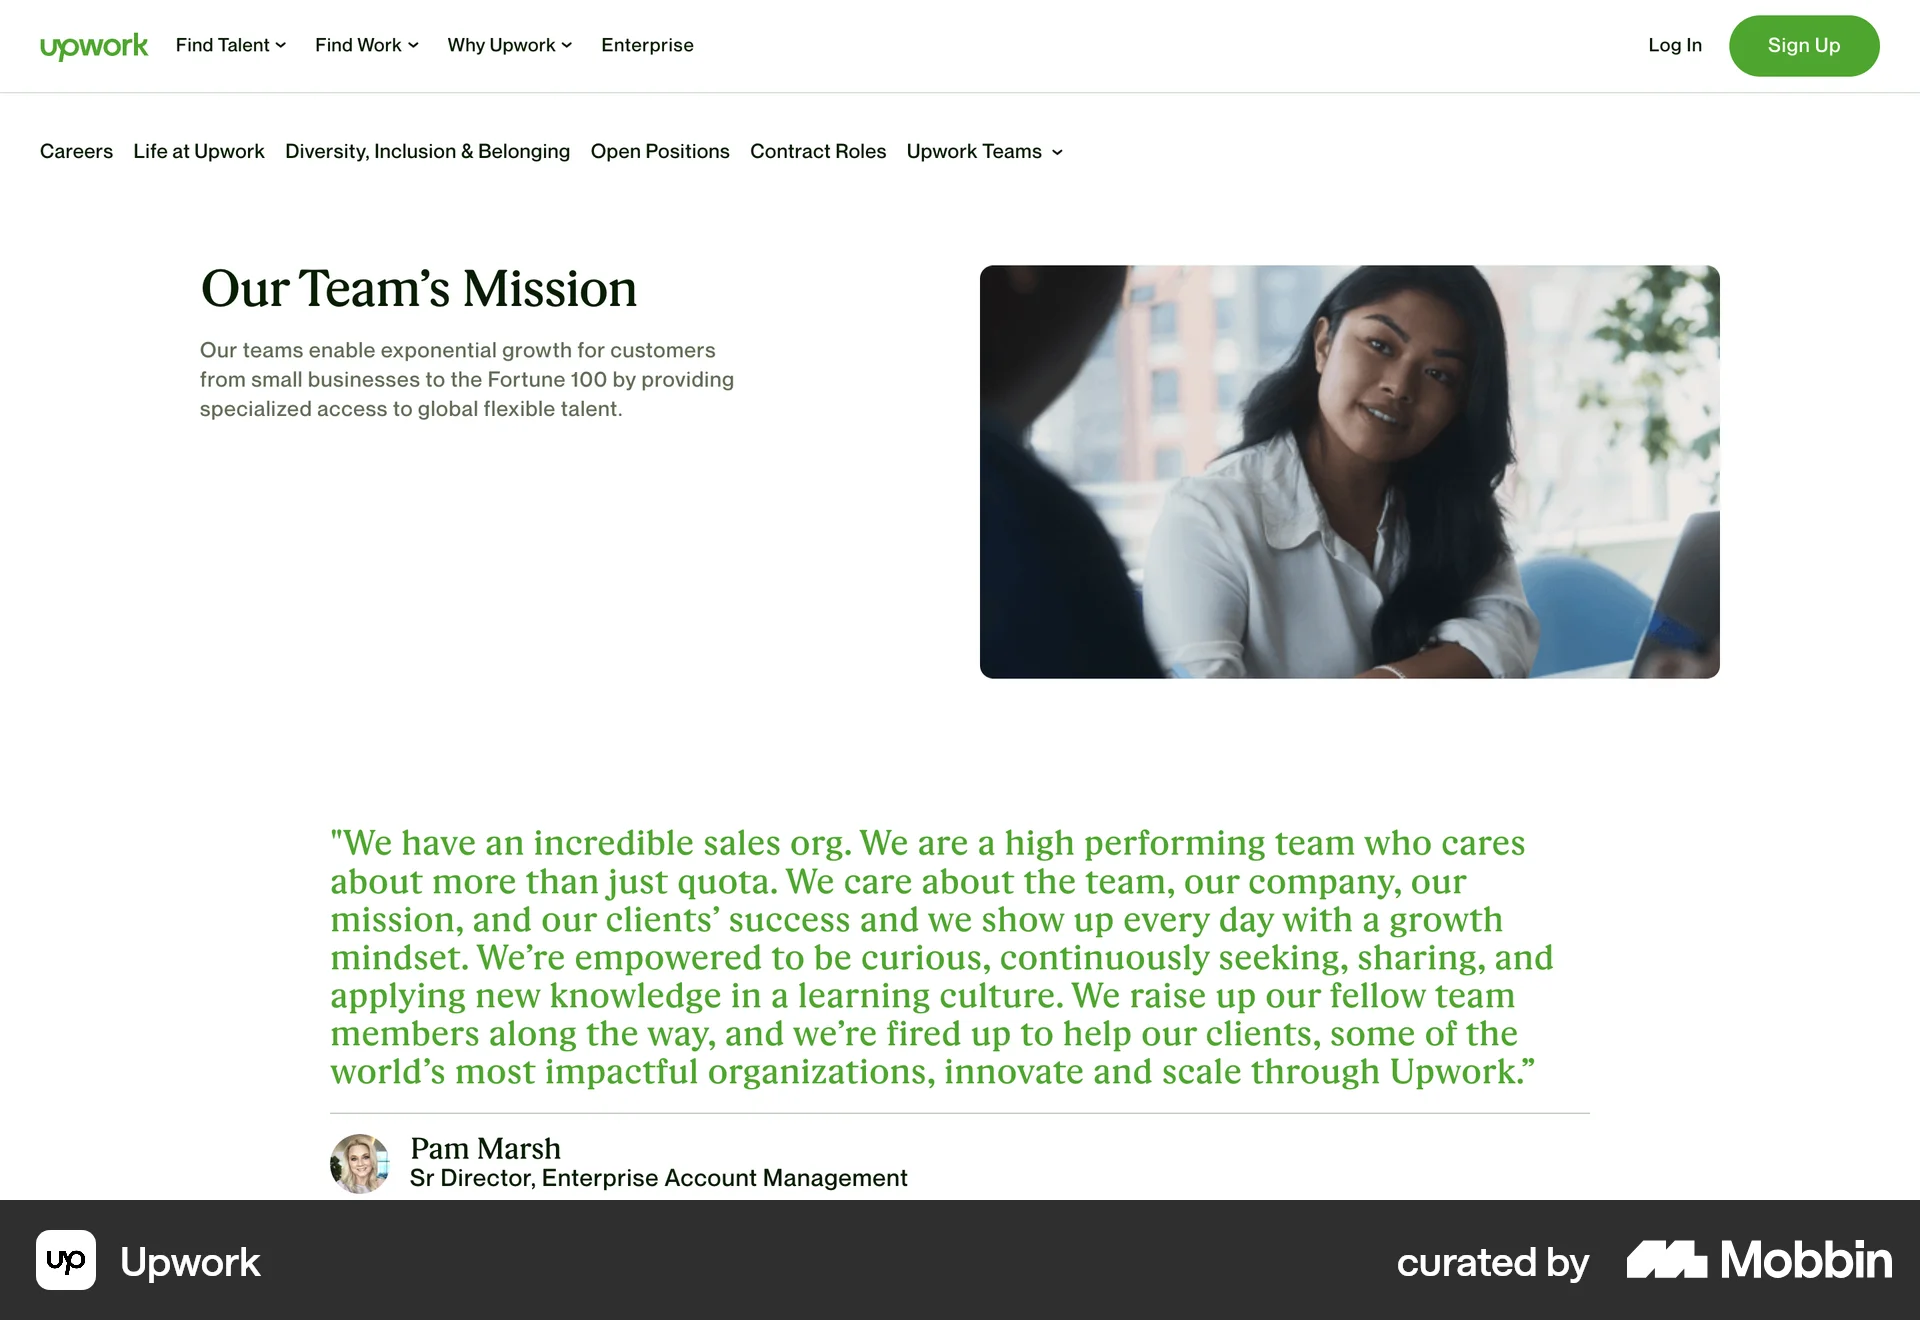 upwork Find Talent Find Work Why Upwork Enterprise Log In Sign Up
Careers Life at Upwork Diversity, Inclusion & Belonging Open Positions Contract Roles Upwork Teams
Our Team’s Mission
Our teams enable exponential growth for customers
from small businesses to the Fortune 100 by providing
specialized access to global flexible talent.
"We have an incredible sales org. We are a high performing team who cares
about more than just quota. We care about the team, our company, our
mission, and our clients’ success and we show up every day with a growth
mindset. We’re empowered to be curious, continuously seeking, sharing, and
applying new knowledge in a learning culture. We raise up our fellow team
members along the way, and we’re fired up to help our clients, some of the
world’s most impactful organizations, innovate and scale through Upwork.”
Pam Marsh
Sr Director, Enterprise Account Management
up Upwork curated by Mobbin